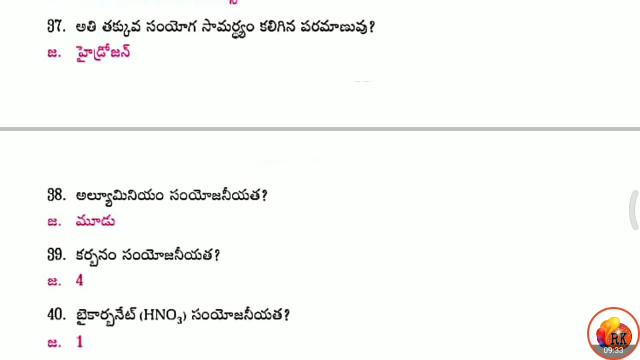 37. అతి తక్కువ సంయోగ సామర్థ్యం కలిగిన పరమాణువు?
జ. హైడ్రోజన్
38. అల్యూమినియం సంయోజనీయత?
జ. మూడు
39. కర్బనం సంయోజనీయత?
జ. 4
40. బైకార్బనేట్ (HNO₃) సంయోజనీయత?
జ. 1
RK
09:33